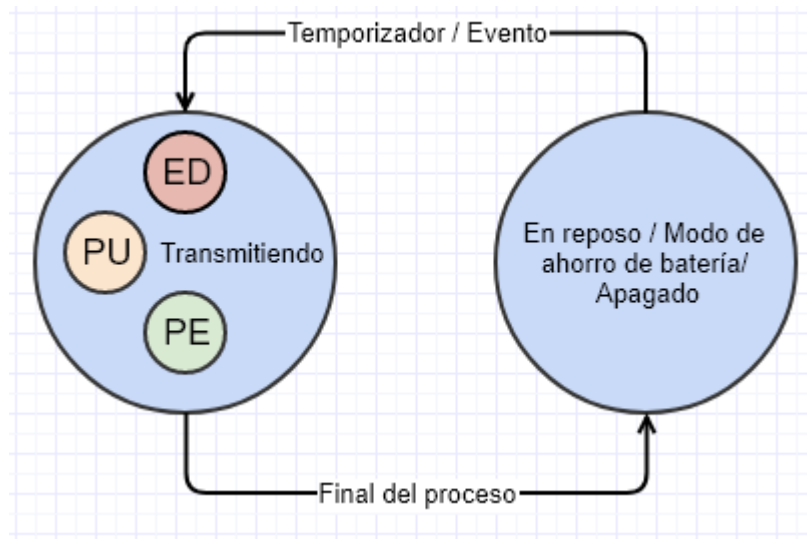 Temporizador / Evento
ED
PU
Transmitiendo
PE
En reposo / Modo de
ahorro de batería/
Apagado
Final del proceso